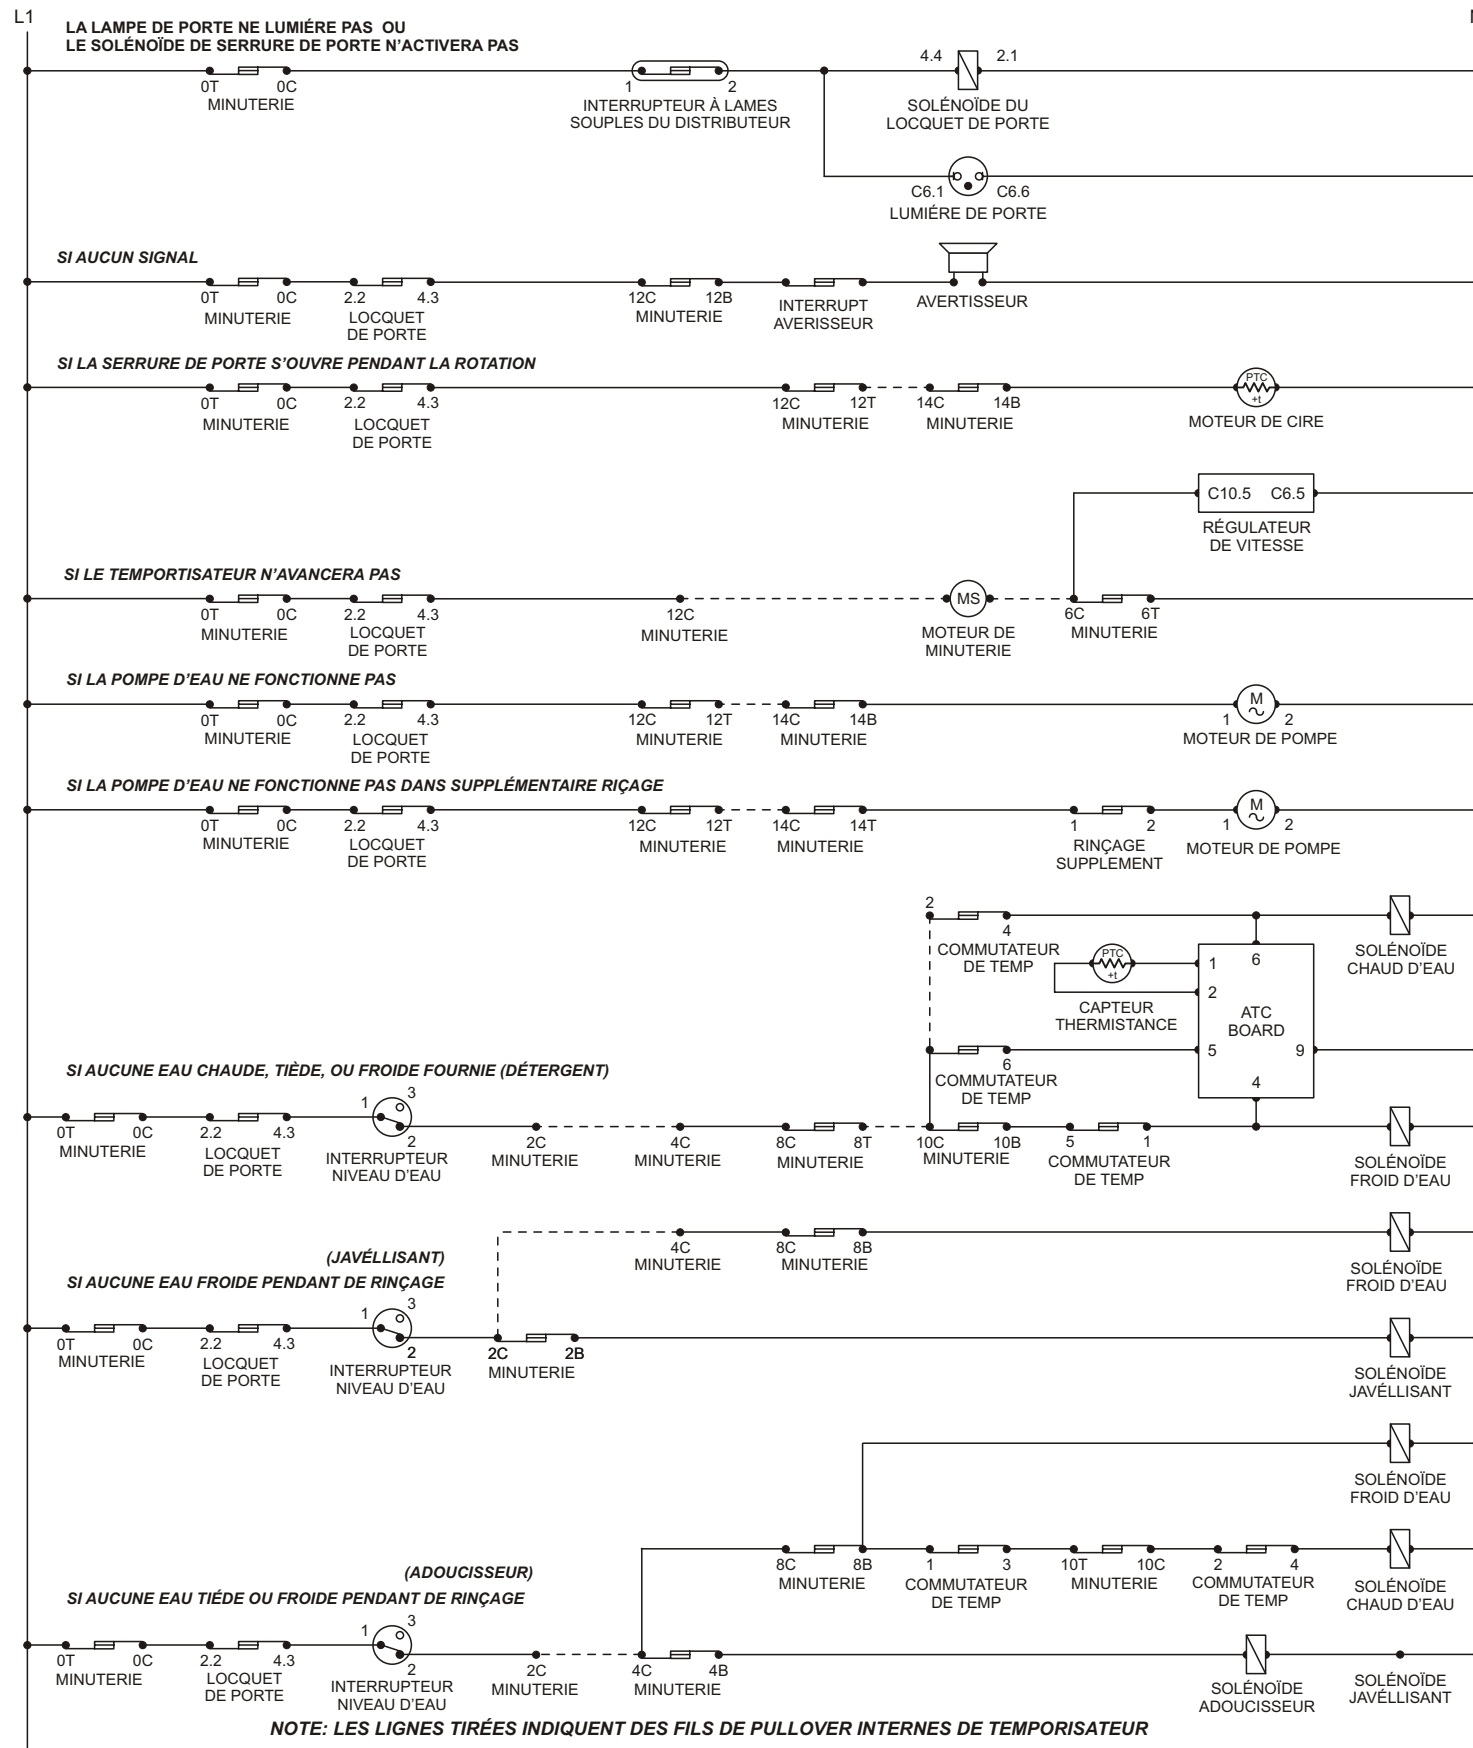 L1
LA LAMPE DE PORTE NE LUMIÉRE PAS OU
LE SOLÉNOÏDE DE SERRURE DE PORTE N'ACTIVERA PAS
0T 0C
MINUTERIE
1 2
INTERRUPTEUR À LAMES
SOUPLES DU DISTRIBUTEUR
4.4 2.1
SOLÉNOÏDE DU
LOCQUET DE PORTE
C6.1 C6.6
LUMIÉRE DE PORTE
SI AUCUN SIGNAL
0T 0C
MINUTERIE
2.2 4.3
LOCQUET
DE PORTE
12C 12B
MINUTERIE
INTERRUPT
AVERISSEUR
AVERTISSEUR
SI LA SERRURE DE PORTE S'OUVRE PENDANT LA ROTATION
0T 0C
MINUTERIE
2.2 4.3
LOCQUET
DE PORTE
12C 12T
MINUTERIE
14C 14B
MINUTERIE
PTC
+t
MOTEUR DE CIRE
C10.5 C6.5
RÉGULATEUR
DE VITESSE
SI LE TEMPORTISATEUR N'AVANCERA PAS
0T 0C
MINUTERIE
2.2 4.3
LOCQUET
DE PORTE
12C
MINUTERIE
MS
MOTEUR DE
MINUTERIE
6C 6T
MINUTERIE
SI LA POMPE D'EAU NE FONCTIONNE PAS
0T 0C
MINUTERIE
2.2 4.3
LOCQUET
DE PORTE
12C 12T
MINUTERIE
14C 14B
MINUTERIE
M
1 2
MOTEUR DE POMPE
SI LA POMPE D'EAU NE FONCTIONNE PAS DANS SUPPLÉMENTAIRE RIÇAGE
0T 0C
MINUTERIE
2.2 4.3
LOCQUET
DE PORTE
12C 12T
MINUTERIE
14C 14T
MINUTERIE
1 2
RINÇAGE
SUPPLEMENT
M
1 2
MOTEUR DE POMPE
2
4
COMMUTATEUR
DE TEMP
PTC
+t
CAPTEUR
THERMISTANCE
1 6
2
ATC
BOARD
5 9
4
SOLÉNOÏDE
CHAUD D'EAU
6
COMMUTATEUR
DE TEMP
SI AUCUNE EAU CHAUDE, TIÈDE, OU FROIDE FOURNIE (DÉTERGENT)
0T 0C
MINUTERIE
2.2 4.3
LOCQUET
DE PORTE
1 3
2
INTERRUPTEUR
NIVEAU D'EAU
2C
MINUTERIE
4C
MINUTERIE
8C 8T
MINUTERIE
10C 10B
MINUTERIE
5 1
COMMUTATEUR
DE TEMP
SOLÉNOÏDE
FROID D'EAU
4C
MINUTERIE
8C 8B
MINUTERIE
SOLÉNOÏDE
FROID D'EAU
(JAVÉLLISANT)
SI AUCUNE EAU FROIDE PENDANT DE RINÇAGE
0T 0C
MINUTERIE
2.2 4.3
LOCQUET
DE PORTE
1 3
2
INTERRUPTEUR
NIVEAU D'EAU
2C 2B
MINUTERIE
SOLÉNOÏDE
JAVÉLLISANT
SOLÉNOÏDE
FROID D'EAU
8C 8B
MINUTERIE
1 3
COMMUTATEUR
DE TEMP
10T 10C
MINUTERIE
2 4
COMMUTATEUR
DE TEMP
SOLÉNOÏDE
CHAUD D'EAU
(ADOUCISSEUR)
SI AUCUNE EAU TIÉDE OU FROIDE PENDANT DE RINÇAGE
0T 0C
MINUTERIE
2.2 4.3
LOCQUET
DE PORTE
1 3
2
INTERRUPTEUR
NIVEAU D'EAU
2C
MINUTERIE
4C 4B
MINUTERIE
SOLÉNOÏDE
ADOUCISSEUR
SOLÉNOÏDE
JAVÉLLISANT
NOTE: LES LIGNES TIRÉES INDIQUENT DES FILS DE PULLOVER INTERNES DE TEMPORISATEUR